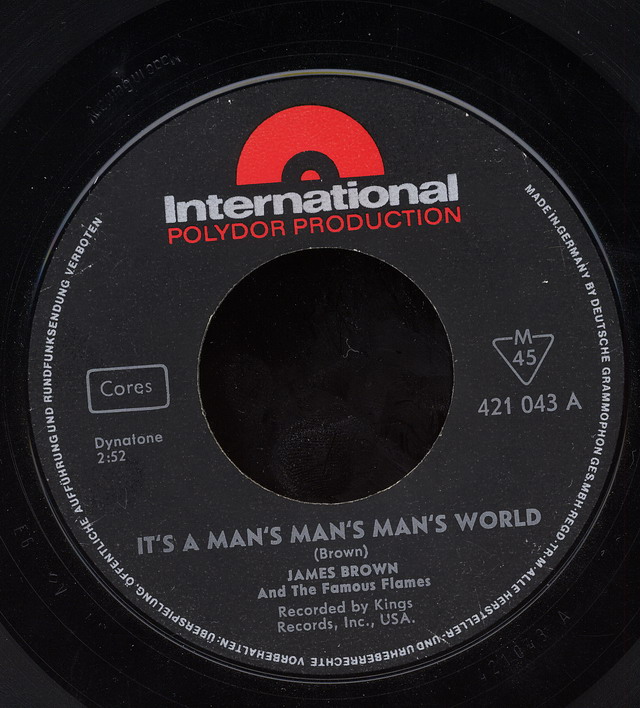 International
POLYDOR PRODUCTION
MADE IN GERMANY BY DEUTSCHE GRAMMOPHON GES·MBH·REGD·TR·M·ALLE HERSTELLER- UND URHEBERRECHTE VORBEHALTEN: ÜBERSPIELUNG, ÖFFENTLICHE AUFFÜHRUNG UND RUNDFUNKSENDUNG VERBOTEN
M
45
Cores
421 043 A
Dynatone
2:52
IT'S A MAN'S MAN'S MAN'S WORLD
(Brown)
JAMES BROWN
And The Famous Flames
Recorded by Kings
Records, Inc., USA.